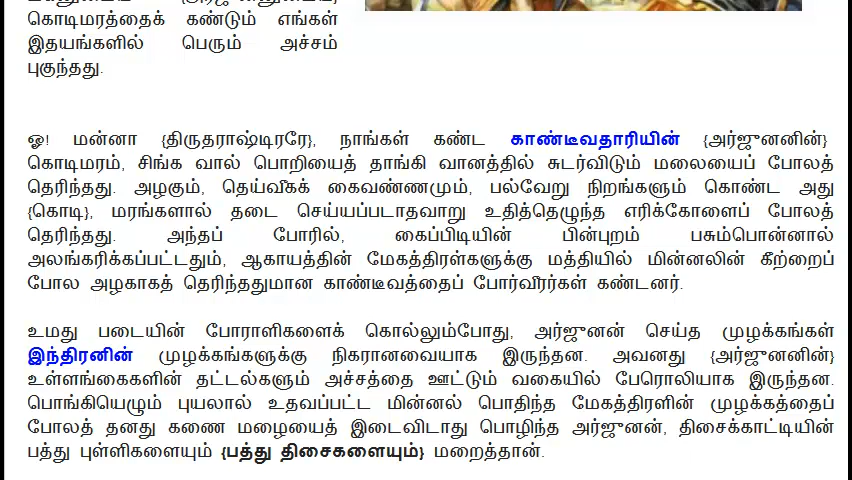 கொடிமரத்தைக் கண்டும் எங்கள்
இதயங்களில் பெரும் அச்சம்
புகுந்தது.
ஓ! மன்னா {திருதராஷ்டிரரே}, நாங்கள் கண்ட காண்டீவதாரியின் {அர்ஜுனனின்}
கொடிமரம், சிங்க வால் பொறியைத் தாங்கி வானத்தில் சுடர்விடும் மலையைப் போலத்
தெரிந்தது. அழகும், தெய்வீகக் கைவண்ணமும், பல்வேறு நிறங்களும் கொண்ட அது
{கொடி}, மரங்களால் தடை செய்யப்படாதவாறு உதித்தெழுந்த எரிக்கோளைப் போலத்
தெரிந்தது. அந்தப் போரில், கைப்பிடியின் பின்புறம் பசும்பொன்னால்
அலங்கரிக்கப்பட்டதும், ஆகாயத்தின் மேகத்திரள்களுக்கு மத்தியில் மின்னலின் கீற்றைப்
போல அழகாகத் தெரிந்ததுமான காண்டீவத்தைப் போர்வீரர்கள் கண்டனர்.
உமது படையின் போராளிகளைக் கொல்லும்போது, அர்ஜுனன் செய்த முழக்கங்கள்
இந்திரனின் முழக்கங்களுக்கு நிகரானவையாக இருந்தன. அவனது {அர்ஜுனனின்}
உள்ளங்கைகளின் தட்டல்களும் அச்சத்தை ஊட்டும் வகையில் பேரொலியாக இருந்தன.
பொங்கியெழும் புயலால் உதவப்பட்ட மின்னல் பொதிந்த மேகத்திரளின் முழக்கத்தைப்
போலத் தனது கணை மழையைத் இடைவிடாது பொழிந்த அர்ஜுனன், திசைக்காட்டியின்
பத்து புள்ளிகளையும் {பத்து திசைகளையும்} மறைத்தான்.